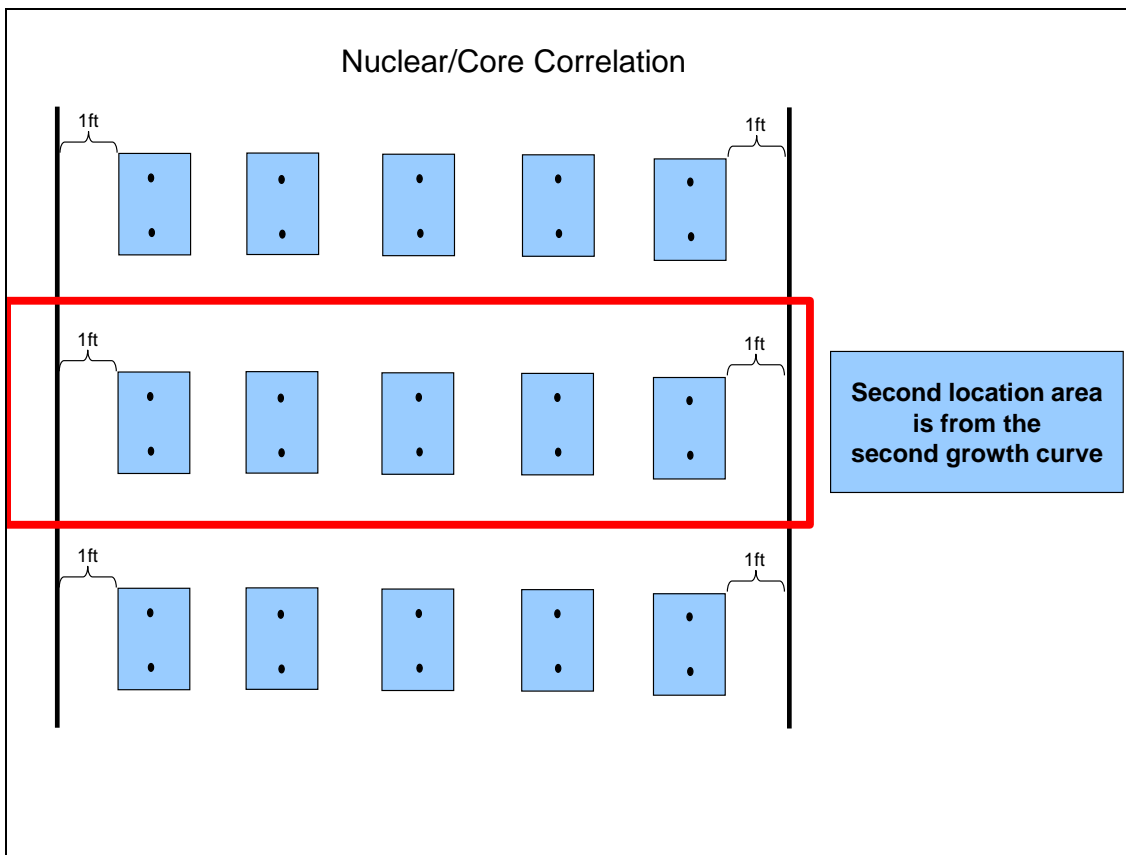 Nuclear/Core Correlation
1ft
1ft
1ft
1ft
Second location area
is from the
second growth curve
1ft
1ft